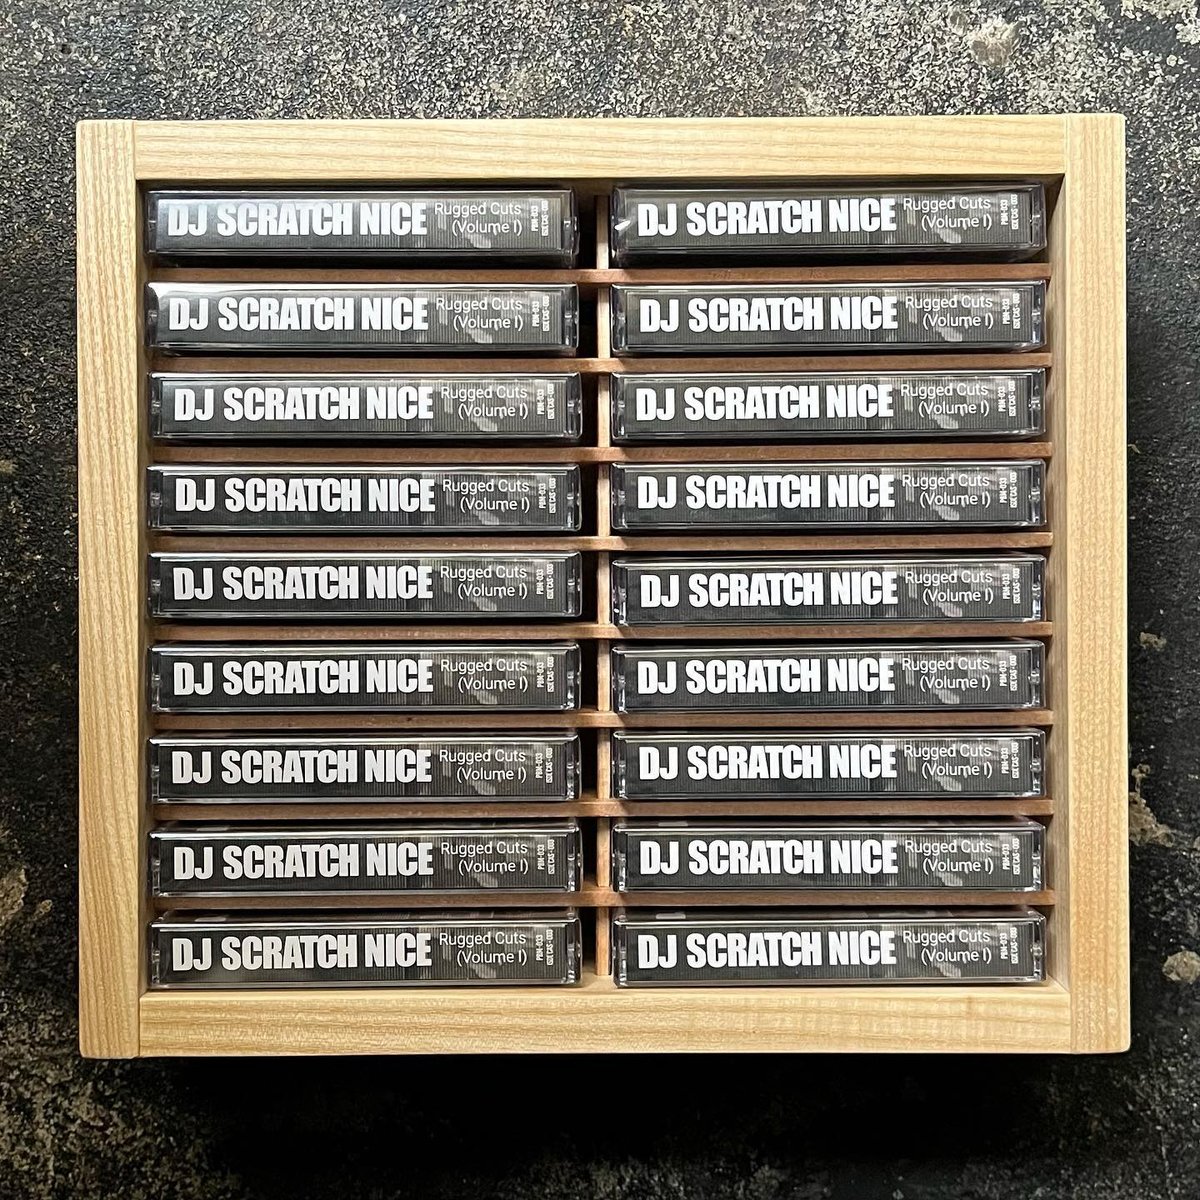 DJ SCRATCH NICE
Rugged Cuts
(Volume I)
DJ SCRATCH NICE
Rugged Cuts
(Volume I)
DJ SCRATCH NICE
Rugged Cuts
(Volume I)
DJ SCRATCH NICE
Rugged Cuts
(Volume I)
DJ SCRATCH NICE
Rugged Cuts
(Volume I)
DJ SCRATCH NICE
Rugged Cuts
(Volume I)
DJ SCRATCH NICE
Rugged Cuts
(Volume I)
DJ SCRATCH NICE
Rugged Cuts
(Volume I)
DJ SCRATCH NICE
Rugged Cuts
(Volume I)
DJ SCRATCH NICE
Rugged Cuts
(Volume I)
DJ SCRATCH NICE
Rugged Cuts
(Volume I)
DJ SCRATCH NICE
Rugged Cuts
(Volume I)
DJ SCRATCH NICE
Rugged Cuts
(Volume I)
DJ SCRATCH NICE
Rugged Cuts
(Volume I)
DJ SCRATCH NICE
Rugged Cuts
(Volume I)
DJ SCRATCH NICE
Rugged Cuts
(Volume I)
DJ SCRATCH NICE
Rugged Cuts
(Volume I)
DJ SCRATCH NICE
Rugged Cuts
(Volume I)